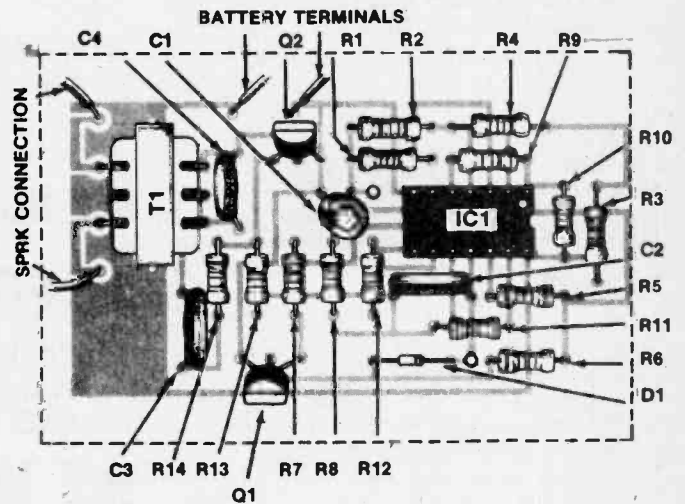 BATTERY TERMINALS
C4
C1
Q2
R1
R2
R4
R9
SPRK CONNECTION
T1
IC1
R10
R3
C2
R5
R11
R6
D1
C3
R14
R13
R7
R8
R12
Q1